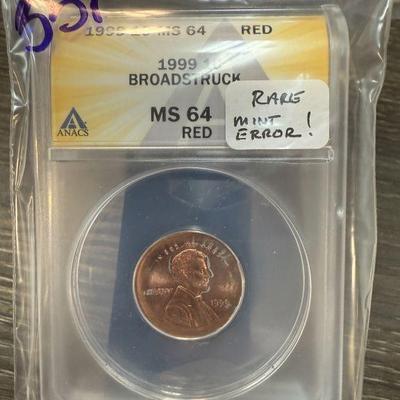 1999 1C MS 64 RED
1999 1C
BROADSTRUCK
MS 64
RED
ANACS
RARE
MINT
ERROR!
LIBERTY
1999